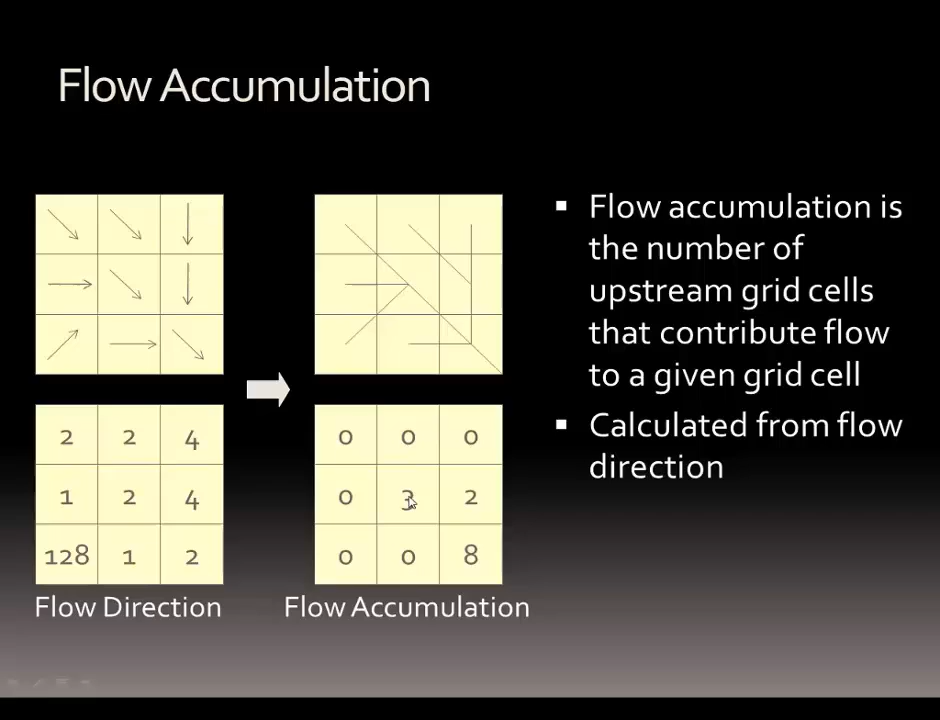 Flow Accumulation
2 2 4
1 2 4
128 1 2
Flow Direction
0 0 0
0 3 2
0 0 8
Flow Accumulation
Flow accumulation is
the number of
upstream grid cells
that contribute flow
to a given grid cell
Calculated from flow
direction